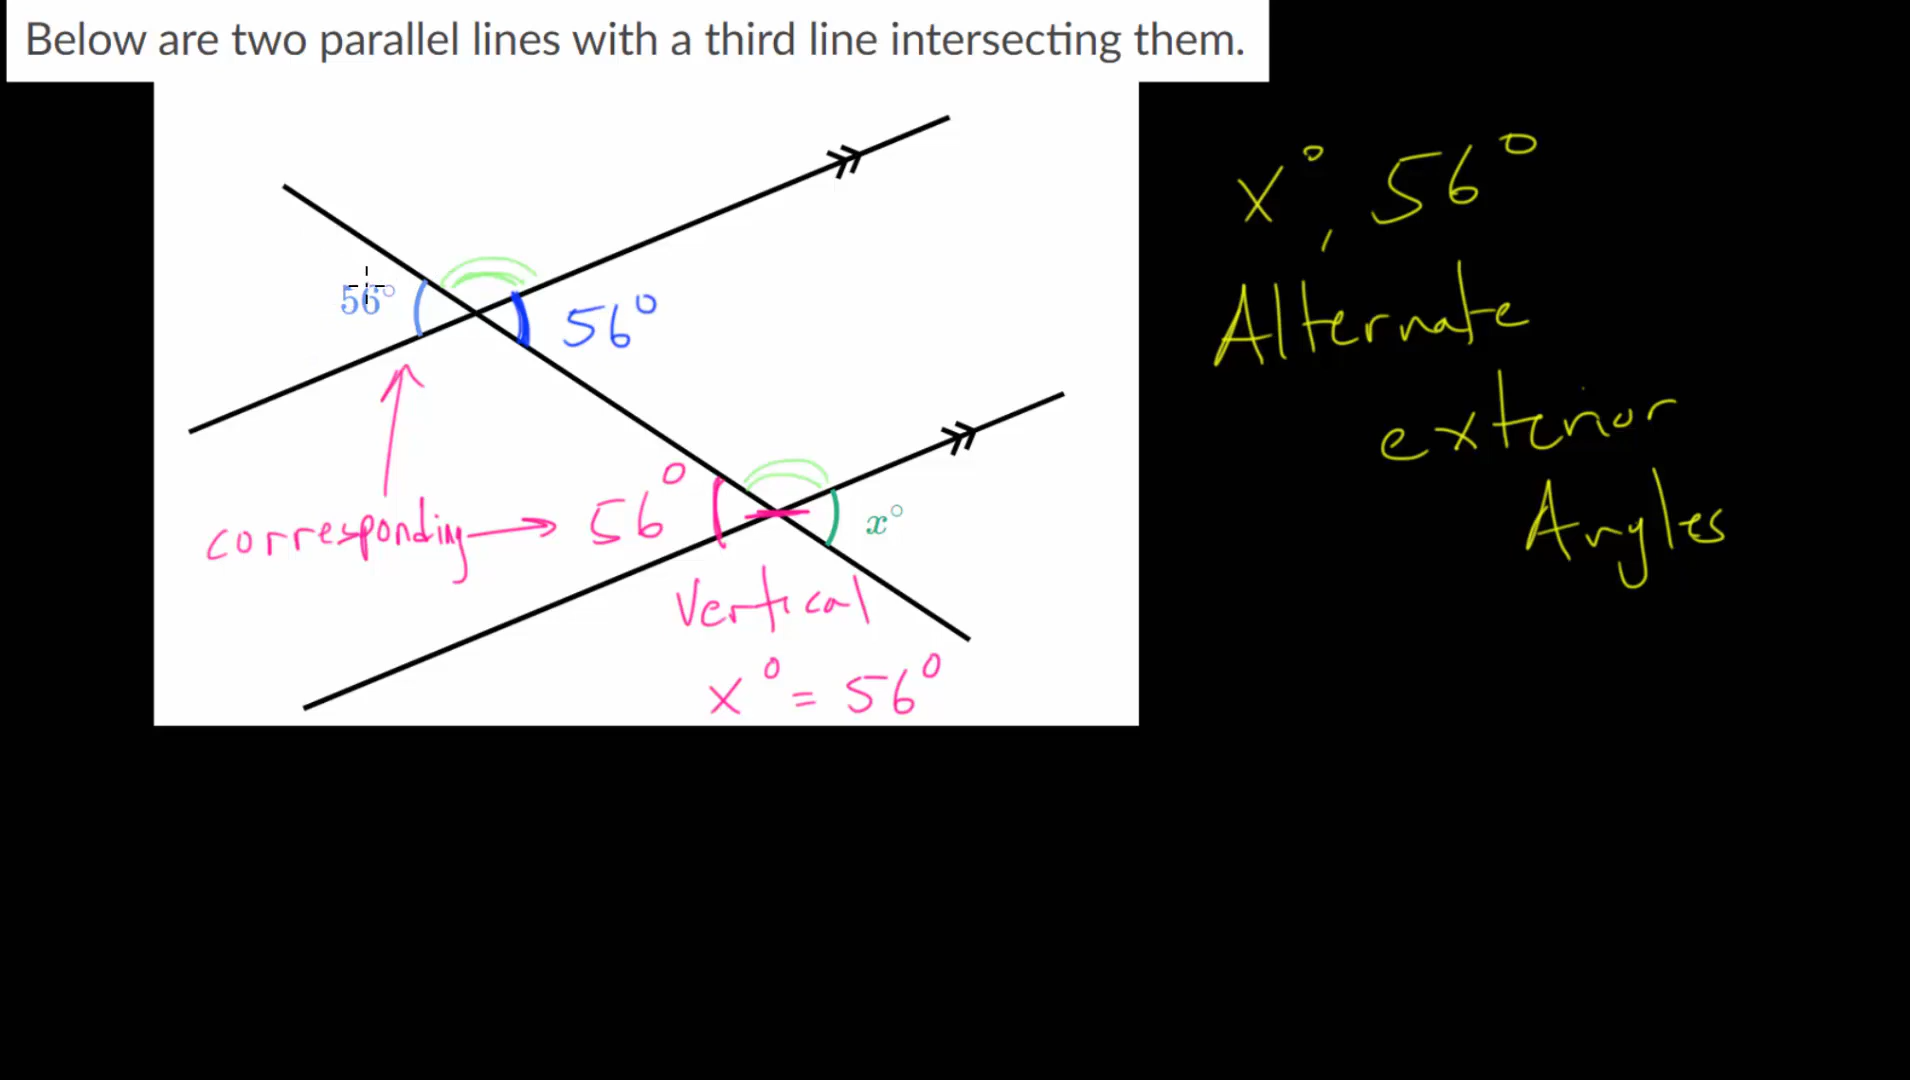 Below are two parallel lines with a third line intersecting them.
x°, 56°
Alternate
exterior
Angles
56°
56°
corresponding → 56°
x°
Vertical
x° = 56°